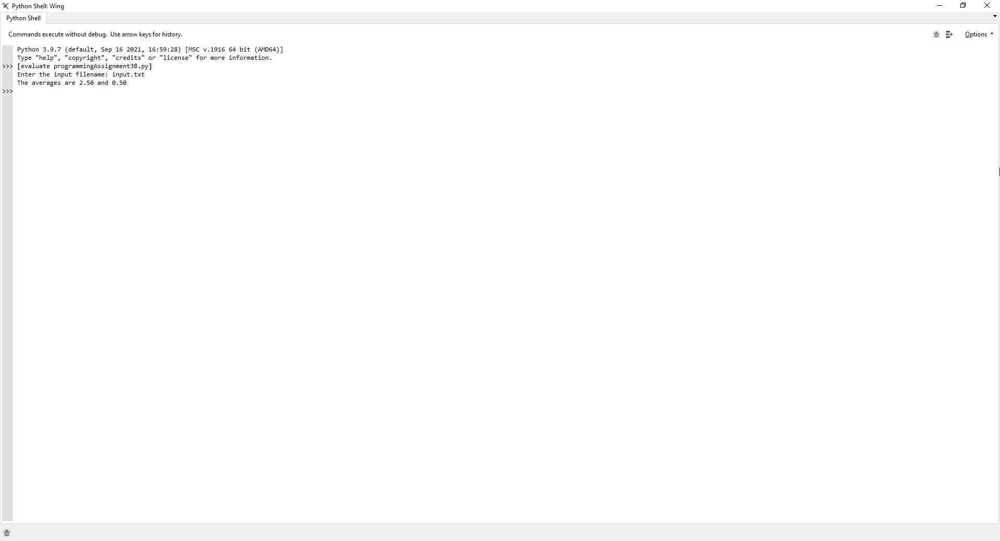 Python Shell: Wing
Python Shell
Commands execute without debug.  Use arrow keys for history.
Options
Python 3.9.7 (default, Sep 16 2021, 16:59:28) [MSC v.1916 64 bit (AMD64)]
Type "help", "copyright", "credits" or "license" for more information.
>>> [evaluate programmingAssignment3B.py]
Enter the input filename: input.txt
The averages are 2.50 and 0.50
>>>